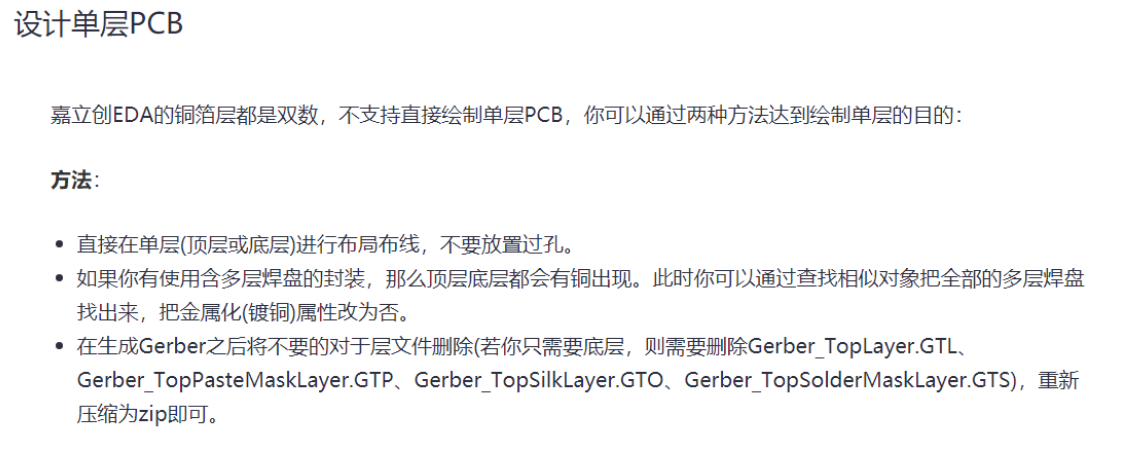 设计单层PCB
嘉立创EDA的铜箔层都是双数，不支持直接绘制单层PCB，你可以通过两种方法达到绘制单层的目的：
方法：
• 直接在单层(顶层或底层)进行布局布线，不要放置过孔。
• 如果你有使用含多层焊盘的封装，那么顶层底层都会有铜出现。此时你可以通过查找相似对象把全部的多层焊盘
找出来，把金属化(镀铜)属性改为否。
• 在生成Gerber之后将不要的对于层文件删除(若你只需要底层，则需要删除Gerber_TopLayer.GTL、
Gerber_TopPasteMaskLayer.GTP、Gerber_TopSilkLayer.GTO、Gerber_TopSolderMaskLayer.GTS)，重新
压缩为zip即可。